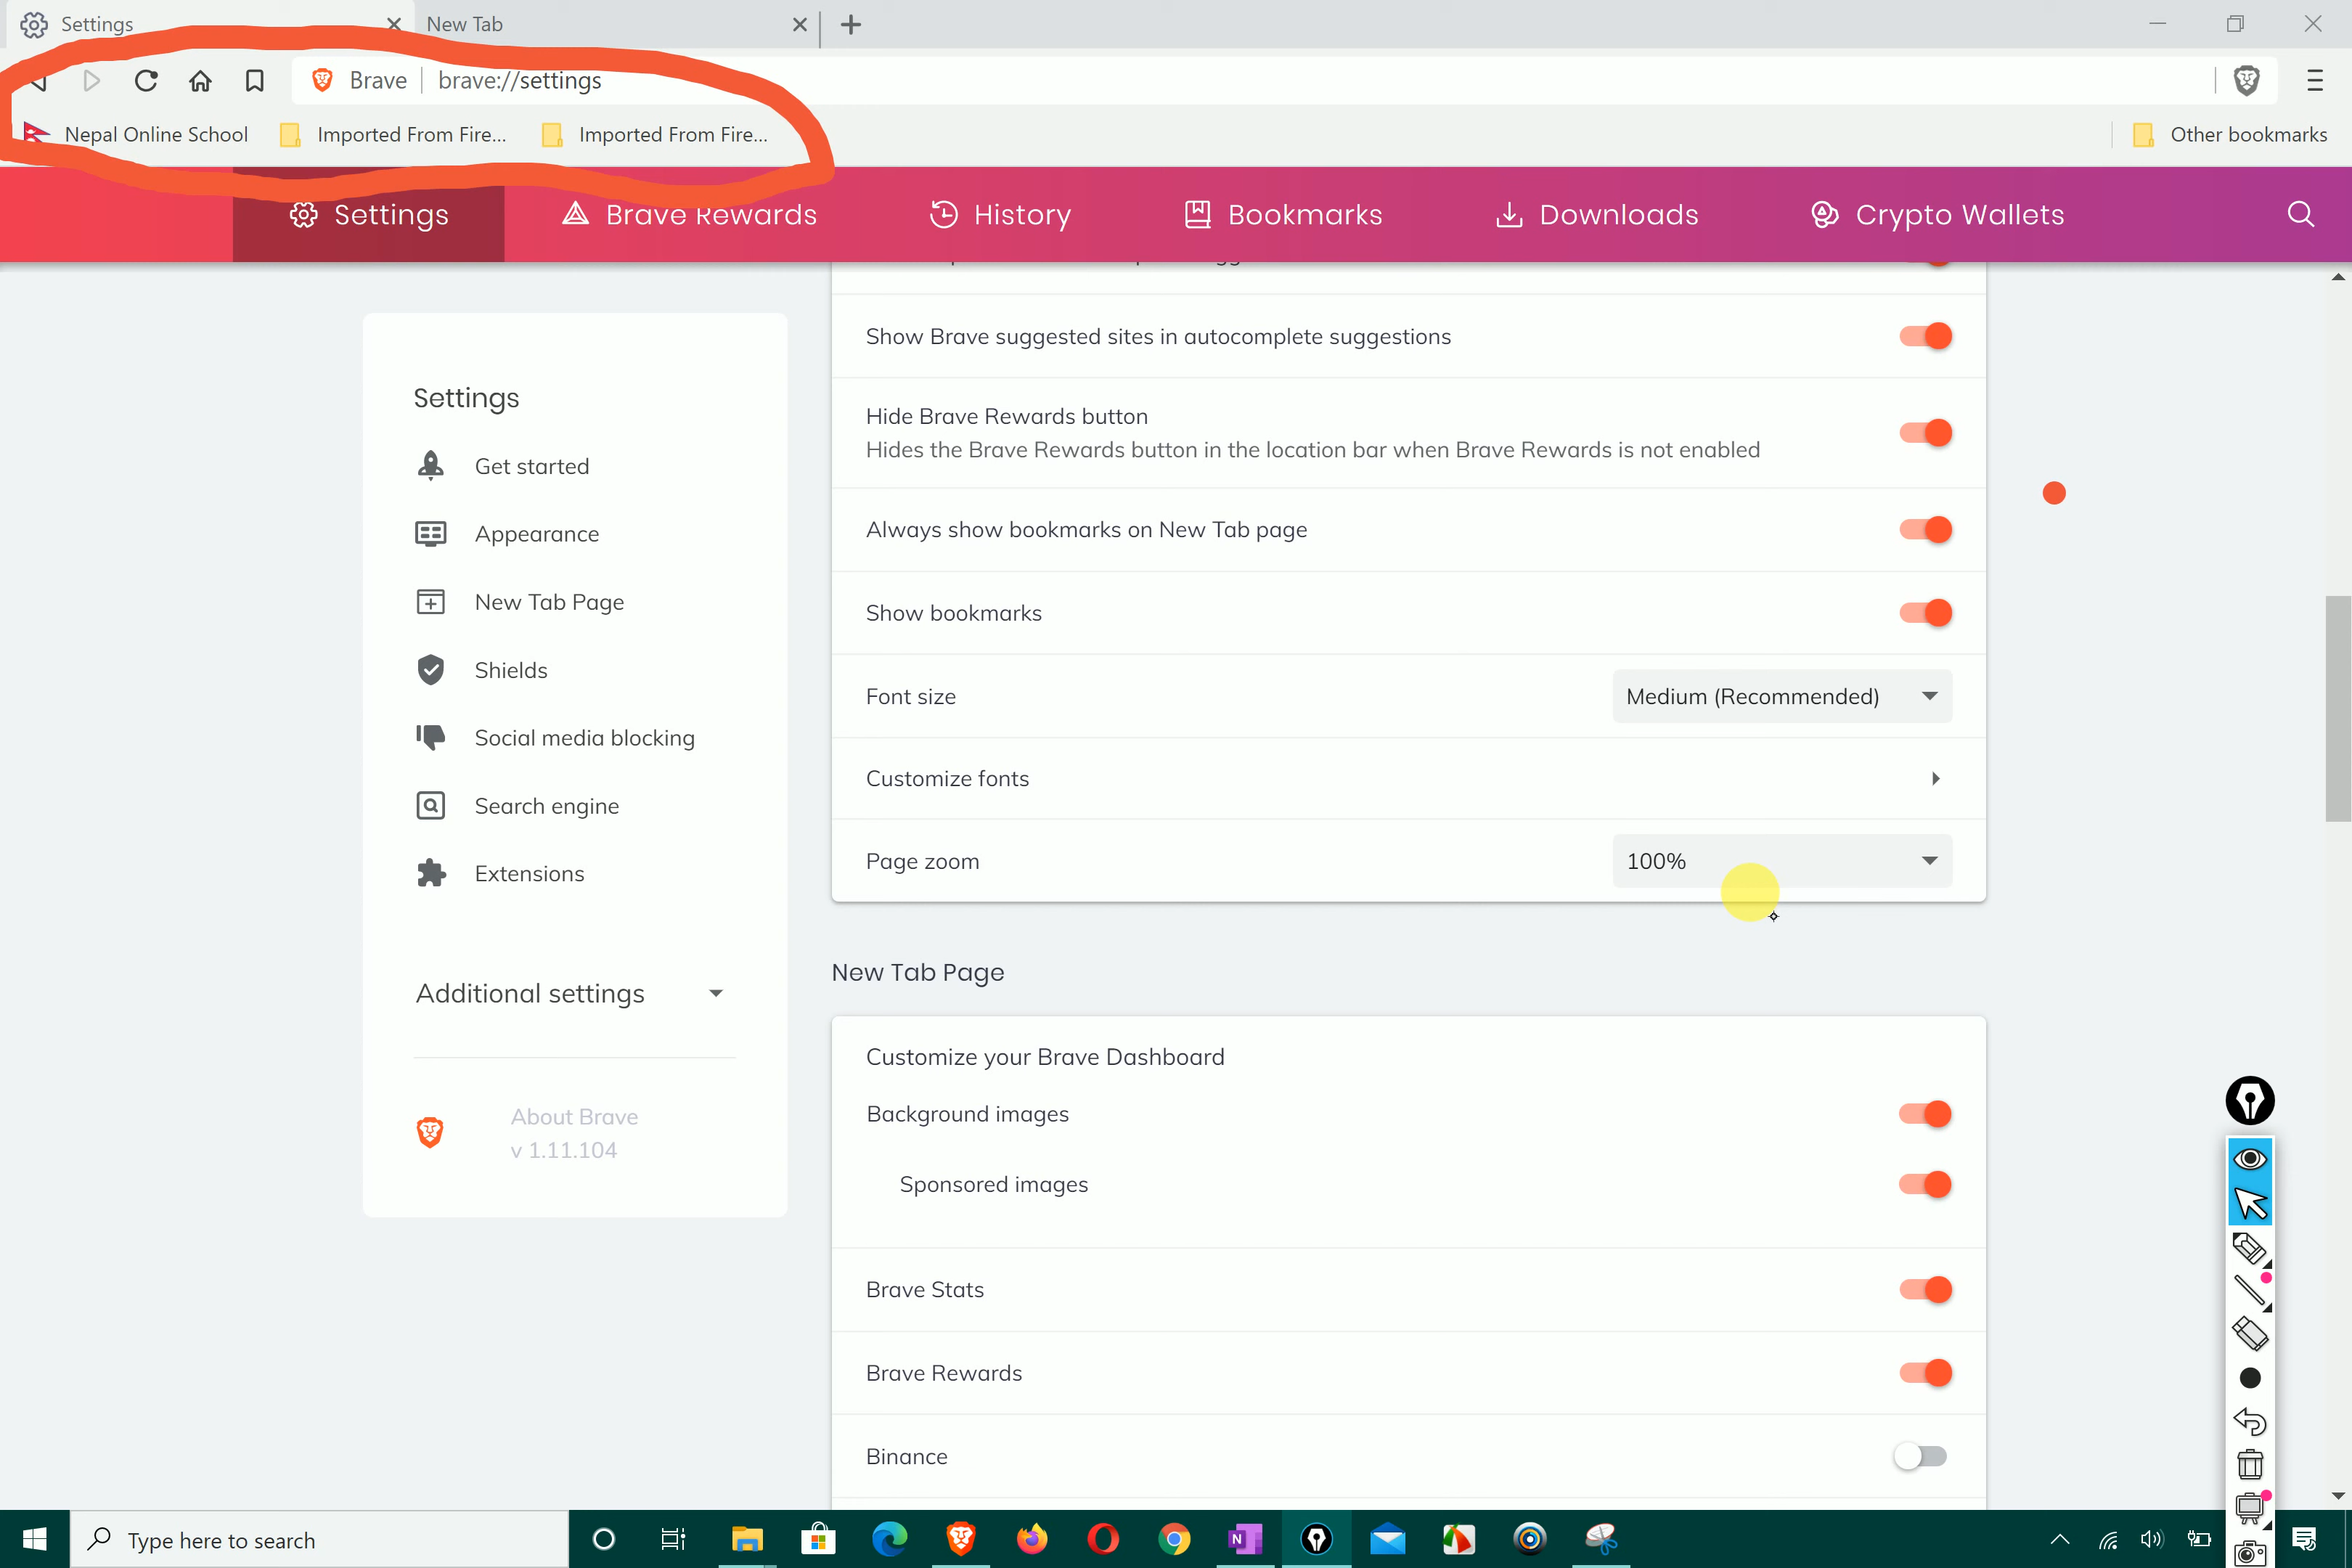 Settings
New Tab
Brave
brave://settings
Nepal Online School
Imported From Fire...
Imported From Fire...
Other bookmarks
Settings
Brave Rewards
History
Bookmarks
Downloads
Crypto Wallets
Settings
Get started
Appearance
New Tab Page
Shields
Social media blocking
Search engine
Extensions
Additional settings
About Brave
v 1.11.104
Show Brave suggested sites in autocomplete suggestions
Hide Brave Rewards button
Hides the Brave Rewards button in the location bar when Brave Rewards is not enabled
Always show bookmarks on New Tab page
Show bookmarks
Font size
Medium (Recommended)
Customize fonts
Page zoom
100%
New Tab Page
Customize your Brave Dashboard
Background images
Sponsored images
Brave Stats
Brave Rewards
Binance
Type here to search